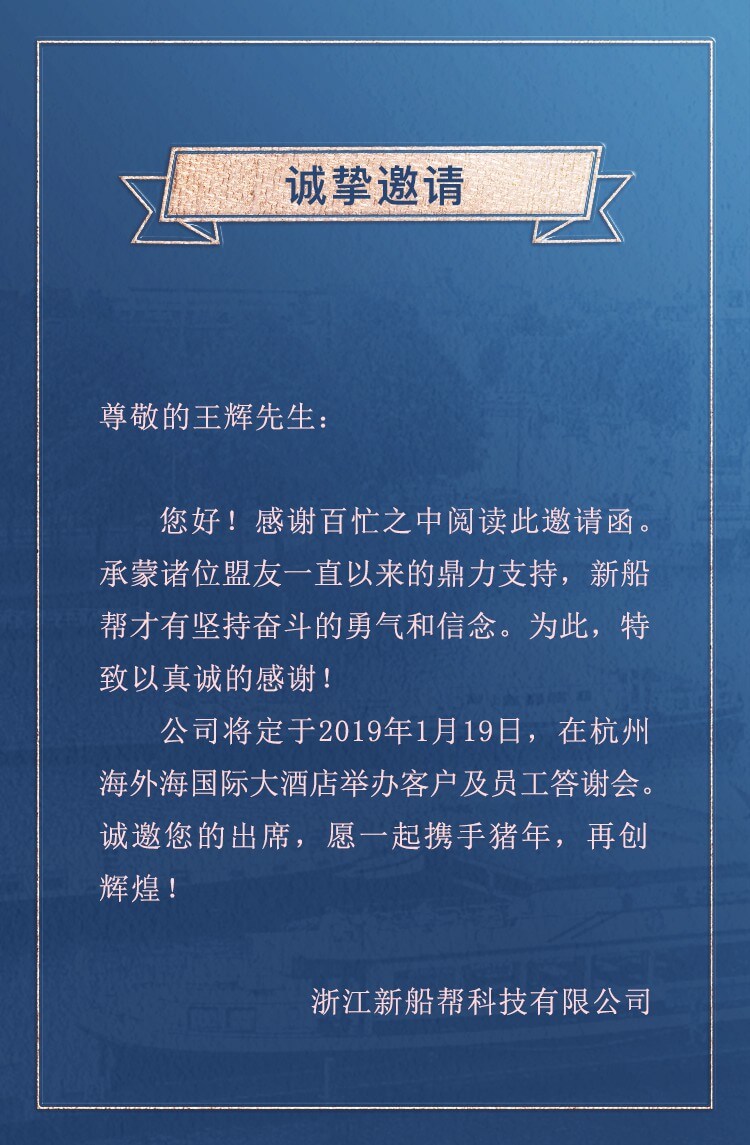 诚挚邀请
尊敬的王辉先生：
您好！感谢百忙之中阅读此邀请函。
承蒙诸位盟友一直以来的鼎力支持，新船
帮才有坚持奋斗的勇气和信念。为此，特
致以真诚的感谢！
公司将定于2019年1月19日，在杭州
海外海国际大酒店举办客户及员工答谢会。
诚邀您的出席，愿一起携手猪年，再创
辉煌！
浙江新船帮科技有限公司